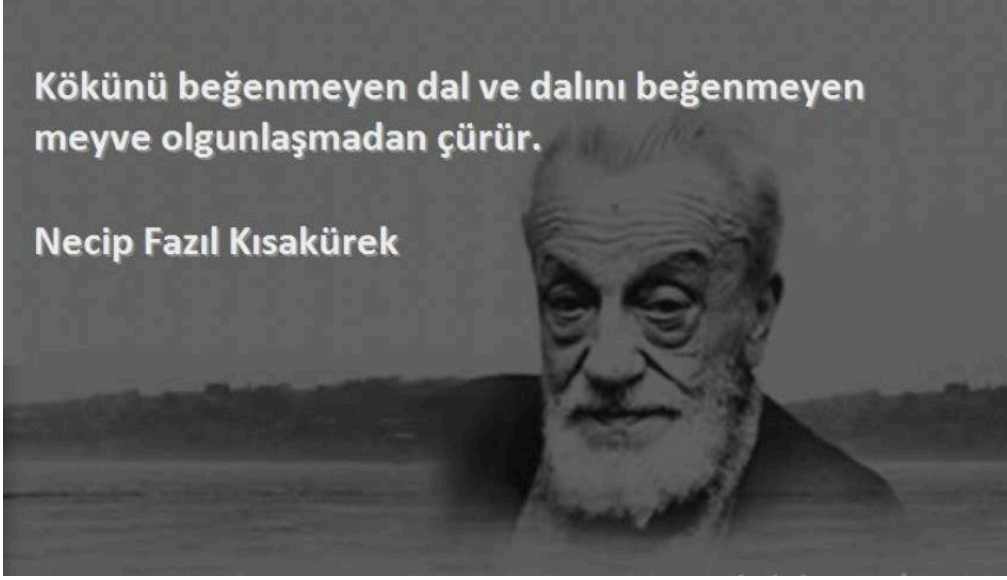 Kökünü beğenmeyen dal ve dalını beğenmeyen
meyve olgunlaşmadan çürür.
Necip Fazıl Kısakürek